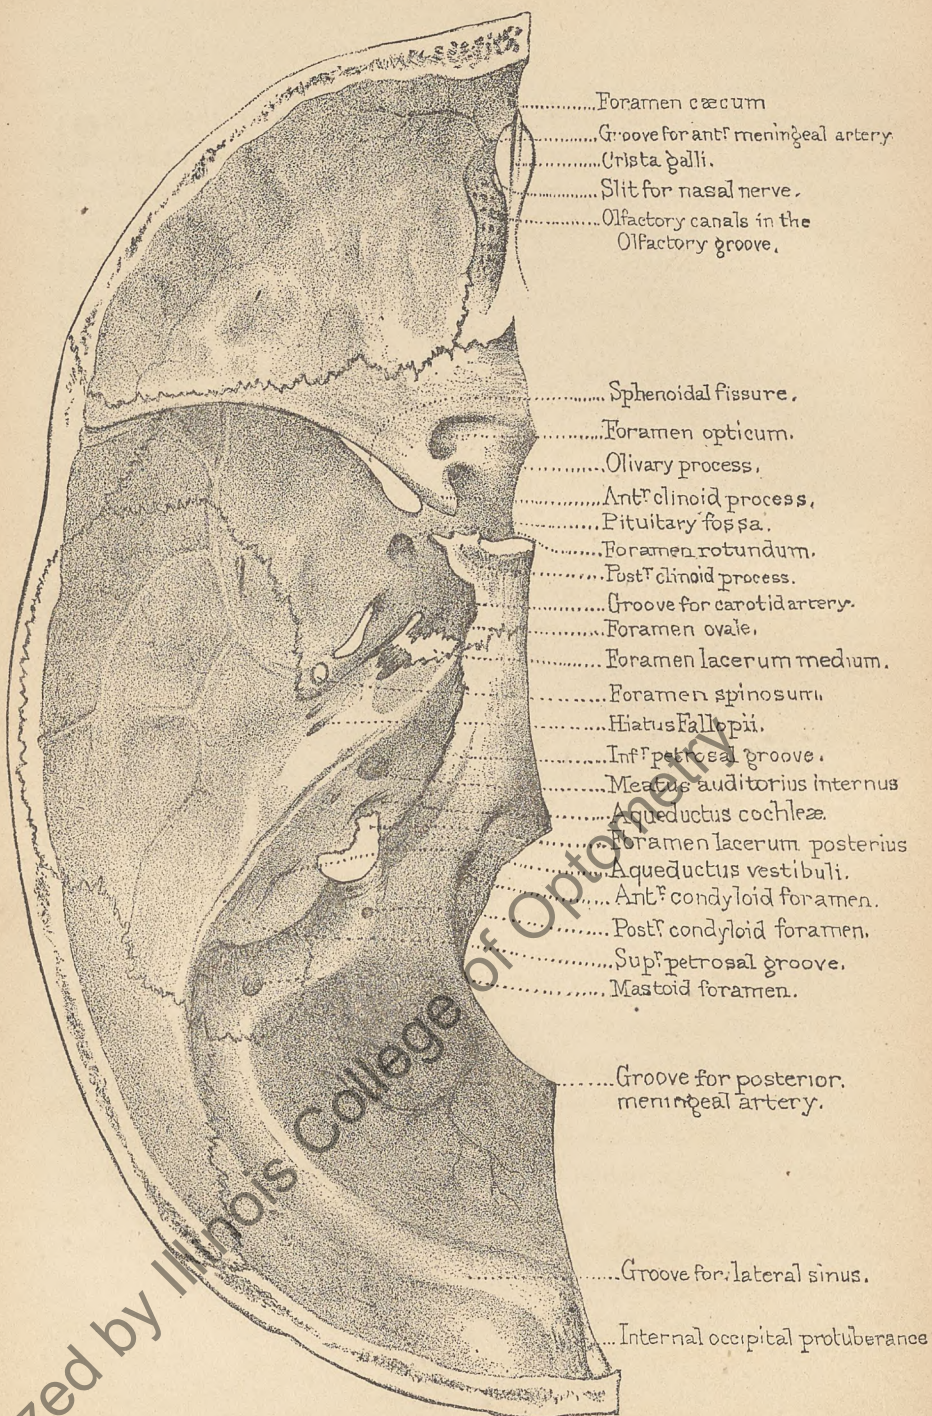 Foramen cæcum
Groove for antr meningeal artery
Crista galli.
Slit for nasal nerve.
Olfactory canals in the
Olfactory groove.
Sphenoidal fissure.
Foramen opticum.
Olivary process.
Antr clinoid process.
Pituitary fossa.
Foramen rotundum.
Postr clinoid process.
Groove for carotid artery.
Foramen ovale.
Foramen lacerum medium.
Foramen spinosum.
Hiatus Fallopii.
Infr petrosal groove.
Meatus auditorius internus
Aqueductus cochleæ.
Foramen lacerum posterius
Aqueductus vestibuli.
Antr condyloid foramen.
Postr condyloid foramen.
Supr petrosal groove.
Mastoid foramen.
Groove for posterior.
meningeal artery.
Groove for lateral sinus.
Internal occipital protuberance
zed by Illinois College of Optometry